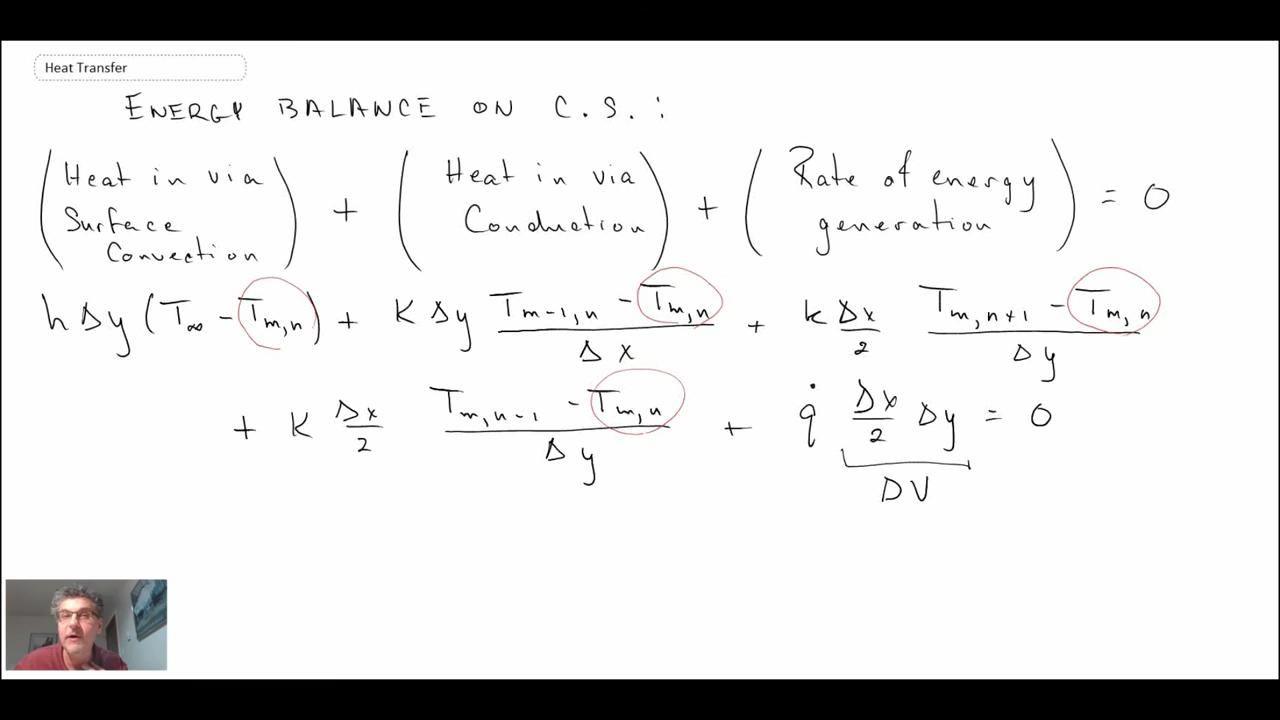 Heat Transfer
ENERGY BALANCE ON C.S.:
(Heat in via Surface Convection) + (Heat in via Conduction) + (Rate of energy generation) = 0
h Δy (T∞ - Tm,n) + K Δy (Tm-1,n - Tm,n)/Δx + k Δx/2 (Tm,n+1 - Tm,n)/Δy
+ K Δx/2 (Tm,n-1 - Tm,n)/Δy + q̇ Δx/2 Δy = 0
DV